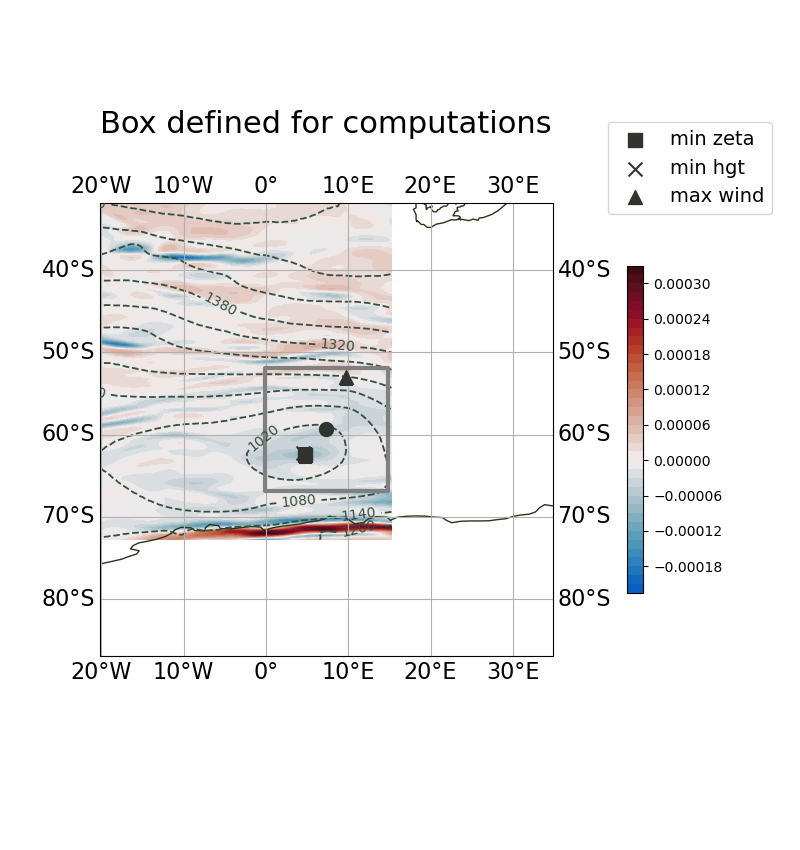 Box defined for computations
min zeta
min hgt
max wind
20°W 10°W 0° 10°E 20°E 30°E
40°S 40°S
50°S 50°S
60°S 60°S
70°S 70°S
80°S 80°S
20°W 10°W 0° 10°E 20°E 30°E
1380
1320
1020
1080
1140
1200
0.00030
0.00024
0.00018
0.00012
0.00006
0.00000
−0.00006
−0.00012
−0.00018